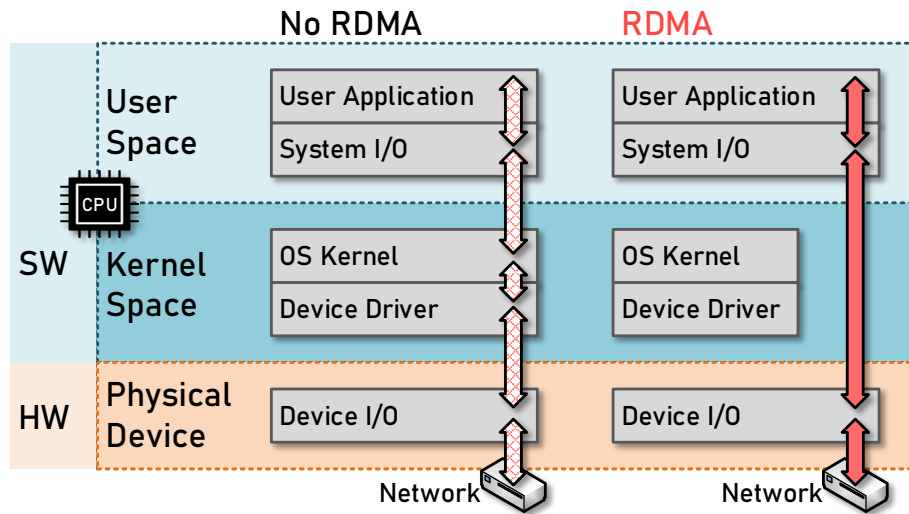 No RDMA
RDMA
User
Space
User Application
System I/O
User Application
System I/O
CPU
SW
Kernel
Space
OS Kernel
Device Driver
OS Kernel
Device Driver
HW
Physical
Device
Device I/O
Device I/O
Network
Network